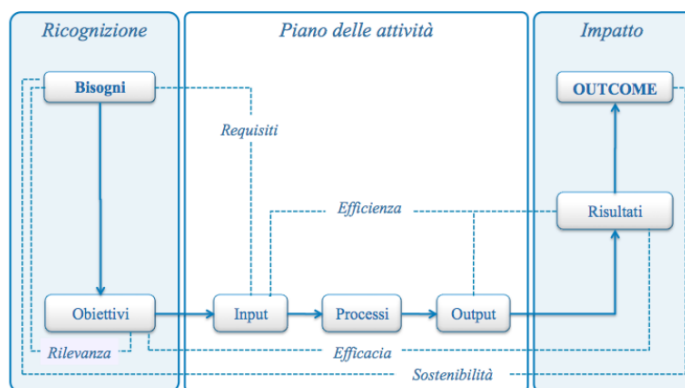 Ricognizione
Piano delle attività
Impatto
Bisogni
OUTCOME
Requisiti
Efficienza
Risultati
Obiettivi
Input
Processi
Output
Rilevanza
Efficacia
Sostenibilità